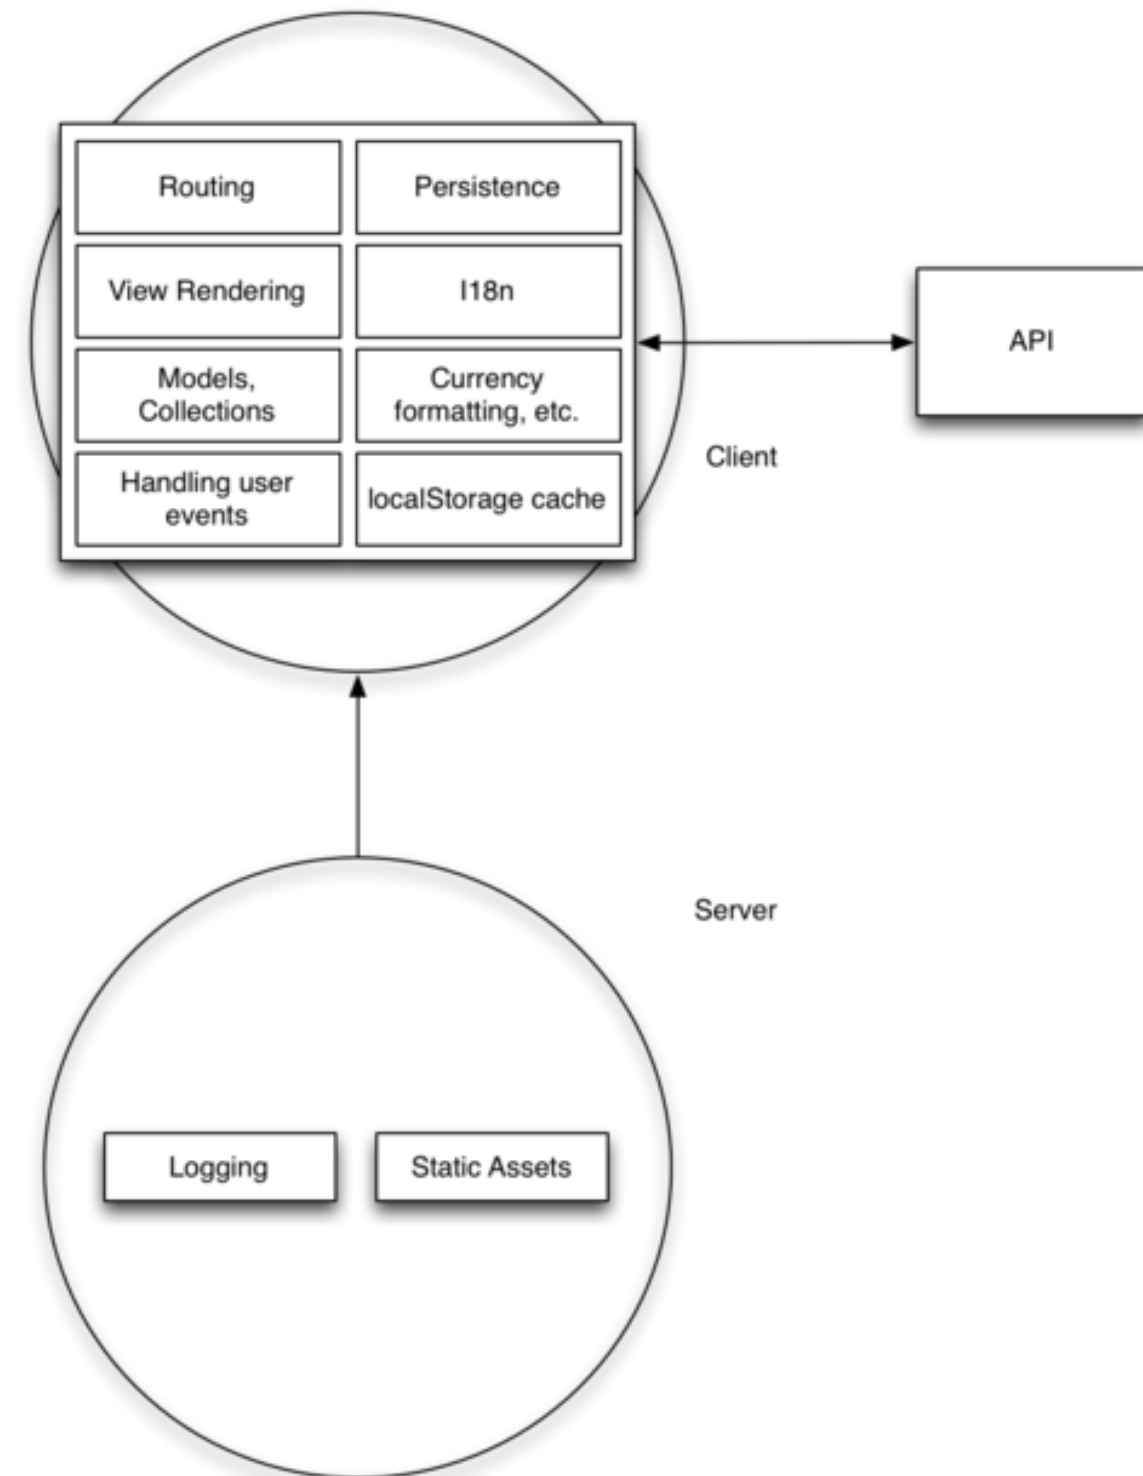 Routing
Persistence
View Rendering
I18n
Models,
Collections
Currency
formatting, etc.
Handling user
events
localStorage cache
API
Client
Server
Logging
Static Assets